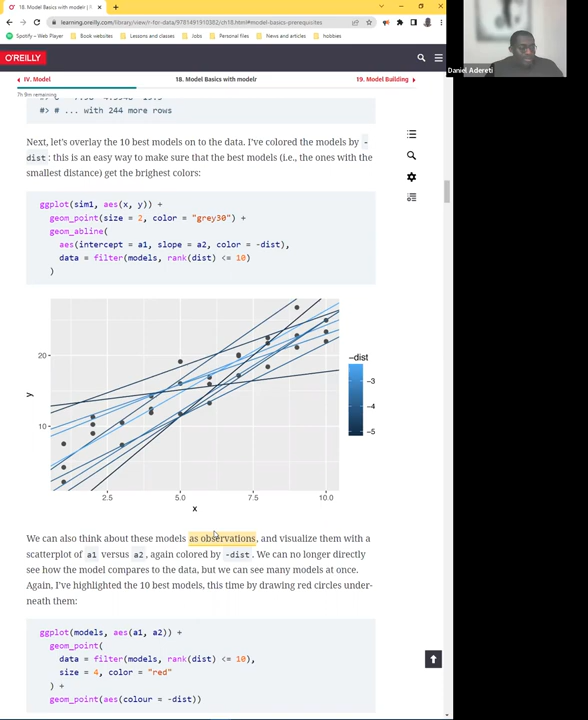 18. Model Basics with modelr | R
learning.oreilly.com/library/view/r-for-data/9781491910382/ch18.html#model-basics-prerequisites
Spotify – Web Player
Book websites
Lessons and classes
Jobs
Personal files
News and articles
hobbies
O'REILLY
Daniel Adereti
IV. Model
18. Model Basics with modelr
19. Model Building
7h 9m remaining
#> # ... with 244 more rows
Next, let's overlay the 10 best models on to the data. I've colored the models by -
dist: this is an easy way to make sure that the best models (i.e., the ones with the
smallest distance) get the brightest colors:
ggplot(sim1, aes(x, y)) +
geom_point(size = 2, color = "grey30") +
geom_abline(
aes(intercept = a1, slope = a2, color = -dist),
data = filter(models, rank(dist) <= 10)
)
-dist
20
-3
y
-4
10
-5
2.5
5.0
7.5
10.0
x
We can also think about these models as observations, and visualize them with a
scatterplot of a1 versus a2, again colored by -dist. We can no longer directly
see how the model compares to the data, but we can see many models at once.
Again, I've highlighted the 10 best models, this time by drawing red circles under-
neath them:
ggplot(models, aes(a1, a2)) +
geom_point(
data = filter(models, rank(dist) <= 10),
size = 4, color = "red"
) +
geom_point(aes(colour = -dist))